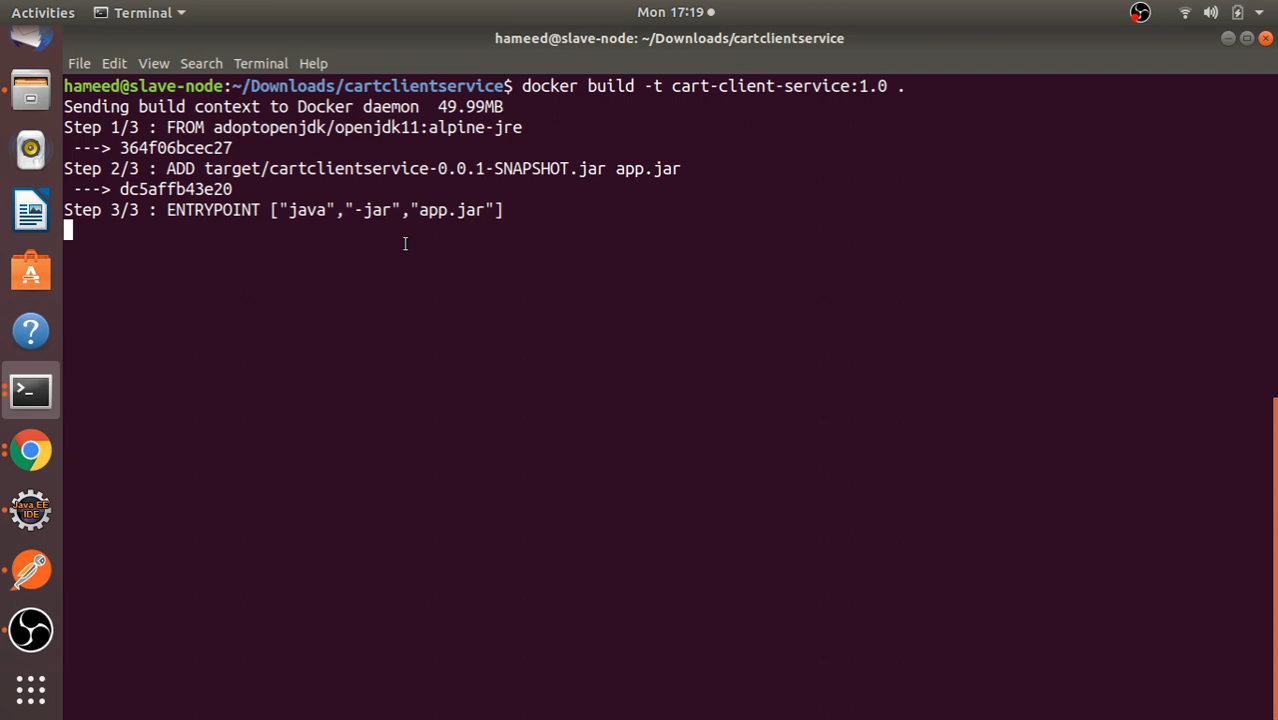 Activities
Terminal
Mon 17:19
hameed@slave-node: ~/Downloads/cartclientservice
File Edit View Search Terminal Help
hameed@slave-node:~/Downloads/cartclientservice$ docker build -t cart-client-service:1.0 .
Sending build context to Docker daemon  49.99MB
Step 1/3 : FROM adoptopenjdk/openjdk11:alpine-jre
 ---> 364f06bcec27
Step 2/3 : ADD target/cartclientservice-0.0.1-SNAPSHOT.jar app.jar
 ---> dc5affb43e20
Step 3/3 : ENTRYPOINT ["java","-jar","app.jar"]
Java EE
IDE